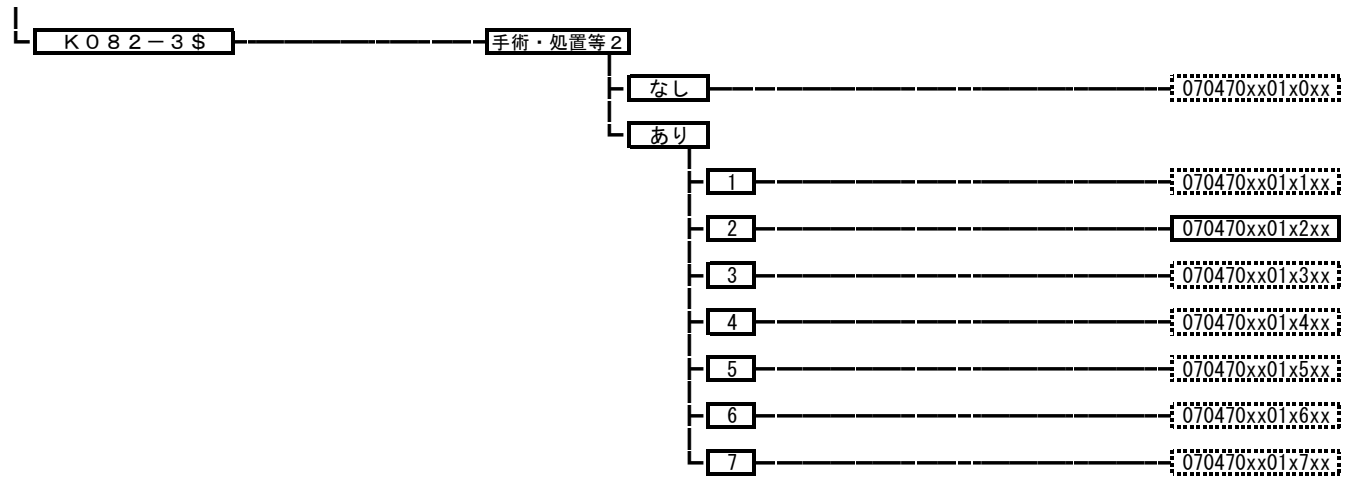 K082-3$ 手術・処置等2
なし 070470xx01x0xx
あり
1 070470xx01x1xx
2 070470xx01x2xx
3 070470xx01x3xx
4 070470xx01x4xx
5 070470xx01x5xx
6 070470xx01x6xx
7 070470xx01x7xx